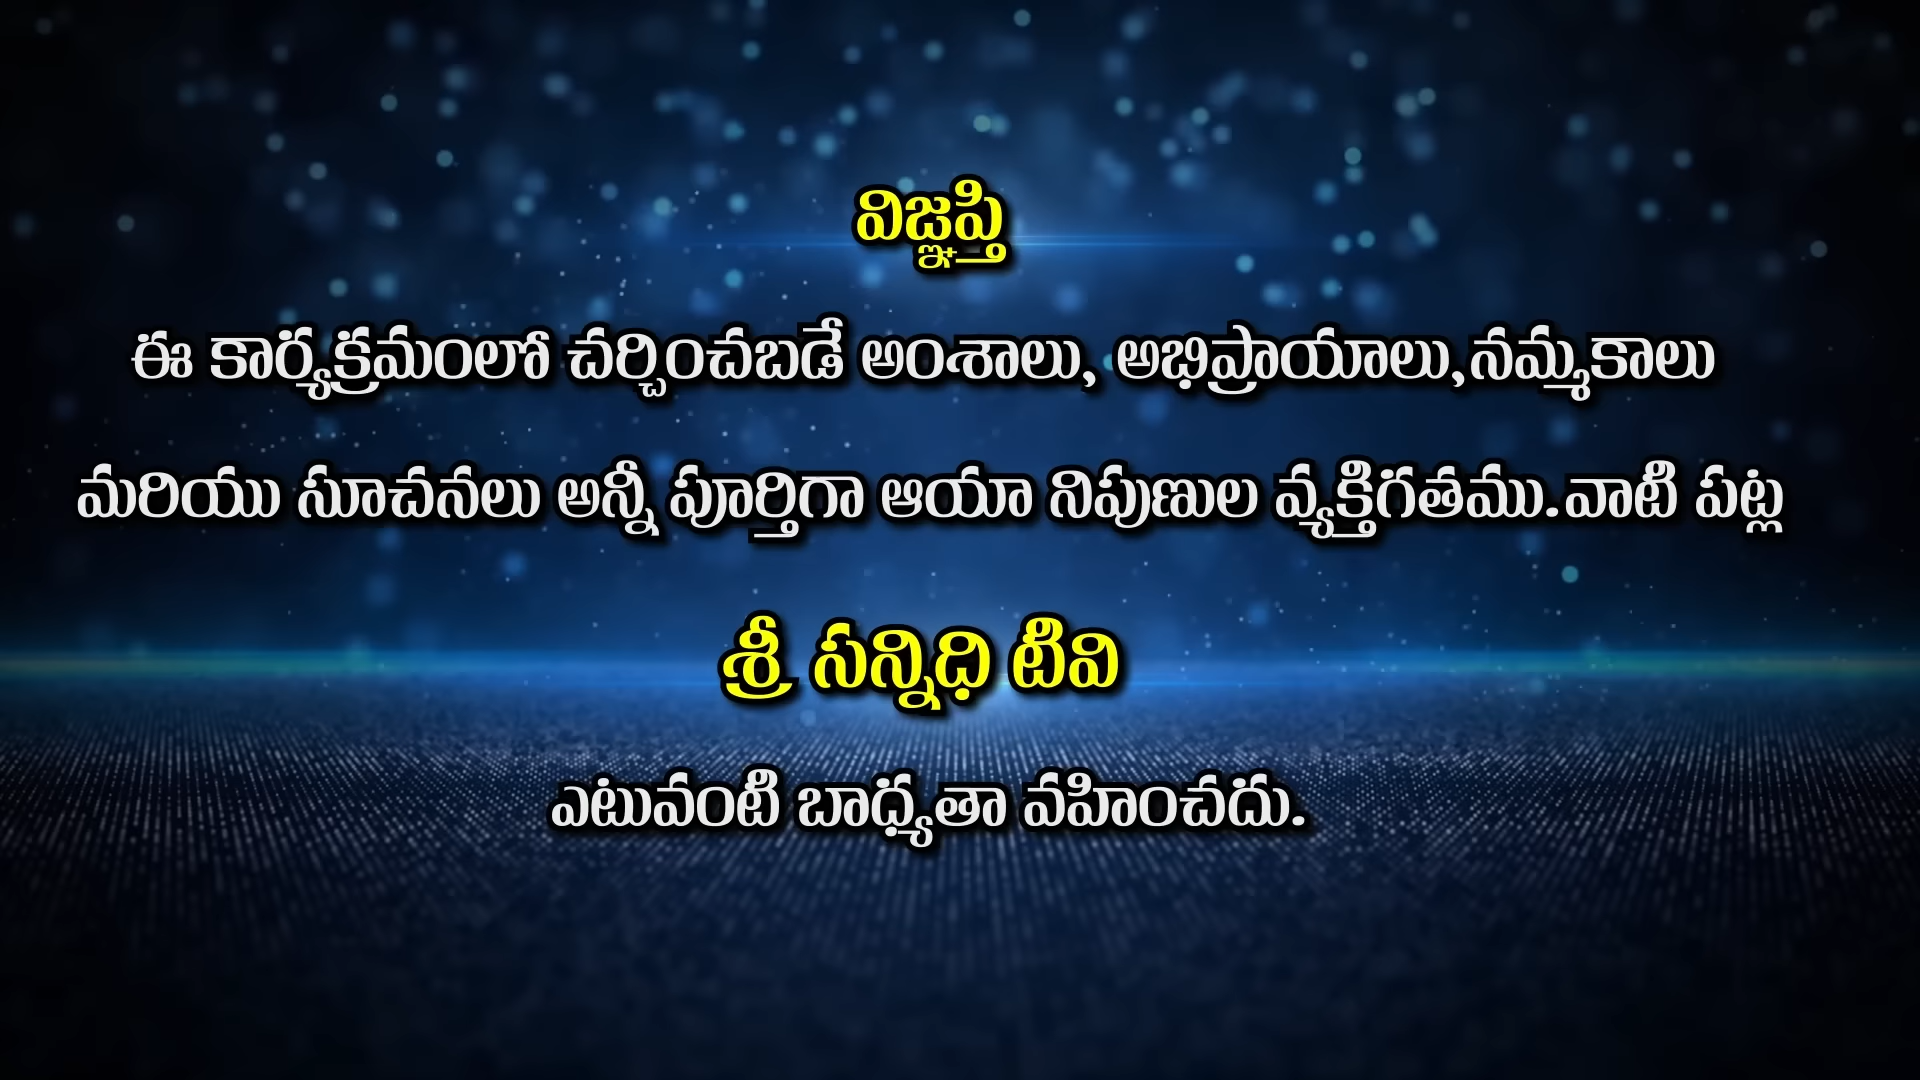 విజ్ఞప్తి
ఈ కార్యక్రమంలో చర్చించబడే అంశాలు, అభిప్రాయాలు,నమ్మకాలు
మరియు సూచనలు అన్నీ పూర్తిగా ఆయా నిపుణుల వ్యక్తిగతము.వాటి పట్ల
శ్రీ సన్నిధి టివి
ఎటువంటి బాధ్యతా వహించదు.